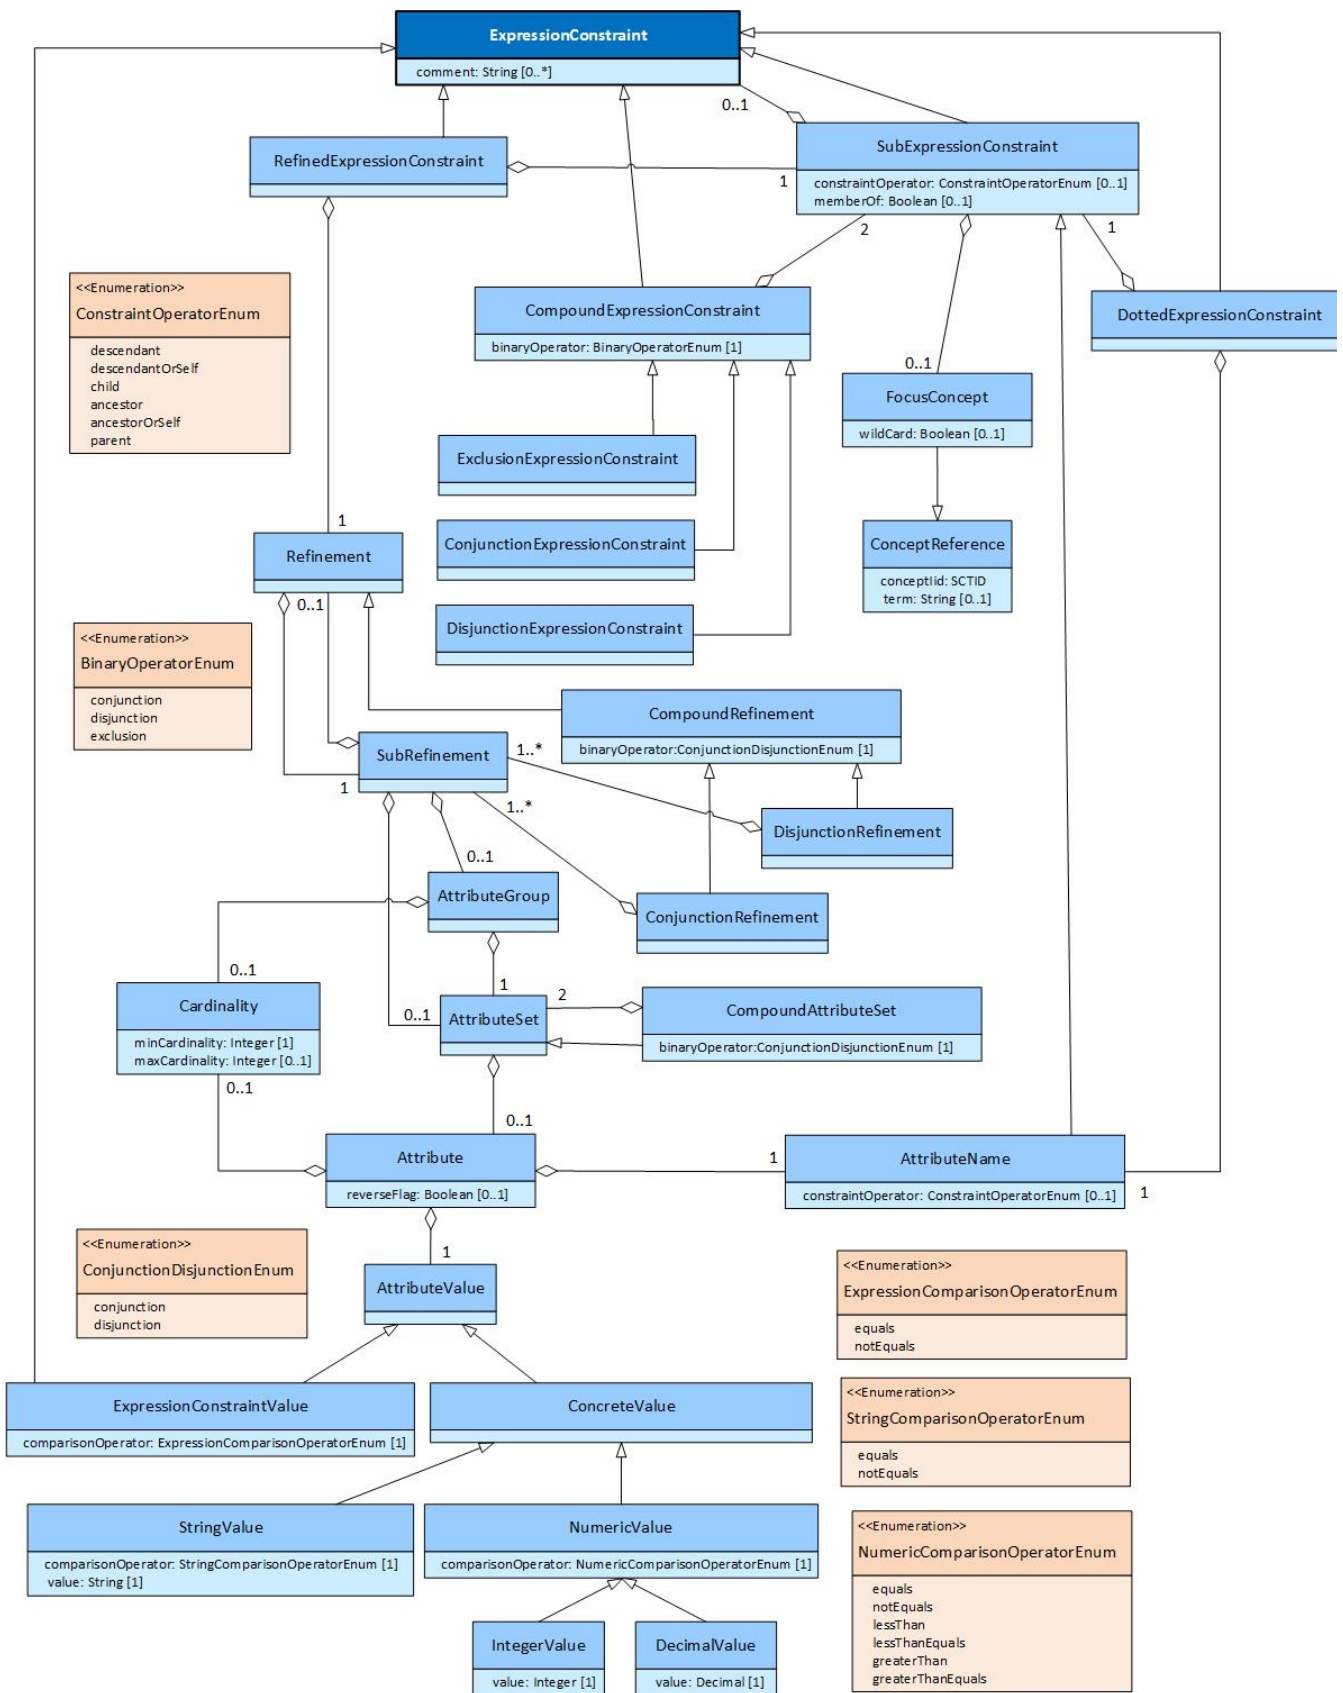 ExpressionConstraint
comment: String [0..*]
0..1
RefinedExpressionConstraint
SubExpressionConstraint
constraintOperator: ConstraintOperatorEnum [0..1]
memberOf: Boolean [0..1]
1
2
1
<<Enumeration>>
ConstraintOperatorEnum
descendant
descendantOrSelf
child
ancestor
ancestorOrSelf
parent
CompoundExpressionConstraint
binaryOperator: BinaryOperatorEnum [1]
DottedExpressionConstraint
0..1
FocusConcept
wildCard: Boolean [0..1]
ExclusionExpressionConstraint
1
Refinement
0..1
ConjunctionExpressionConstraint
ConceptReference
conceptIid: SCTID
term: String [0..1]
DisjunctionExpressionConstraint
<<Enumeration>>
BinaryOperatorEnum
conjunction
disjunction
exclusion
CompoundRefinement
binaryOperator:ConjunctionDisjunctionEnum [1]
SubRefinement
1..*
1
1..*
DisjunctionRefinement
0..1
AttributeGroup
ConjunctionRefinement
0..1
1
2
Cardinality
minCardinality: Integer [1]
maxCardinality: Integer [0..1]
0..1
0..1
AttributeSet
CompoundAttributeSet
binaryOperator:ConjunctionDisjunctionEnum [1]
0..1
Attribute
reverseFlag: Boolean [0..1]
1
AttributeName
constraintOperator: ConstraintOperatorEnum [0..1]
1
<<Enumeration>>
ConjunctionDisjunctionEnum
conjunction
disjunction
1
AttributeValue
<<Enumeration>>
ExpressionComparisonOperatorEnum
equals
notEquals
ExpressionConstraintValue
comparisonOperator: ExpressionComparisonOperatorEnum [1]
ConcreteValue
<<Enumeration>>
StringComparisonOperatorEnum
equals
notEquals
StringValue
comparisonOperator: StringComparisonOperatorEnum [1]
value: String [1]
NumericValue
comparisonOperator: NumericComparisonOperatorEnum [1]
<<Enumeration>>
NumericComparisonOperatorEnum
equals
notEquals
lessThan
lessThanEquals
greaterThan
greaterThanEquals
IntegerValue
value: Integer [1]
DecimalValue
value: Decimal [1]